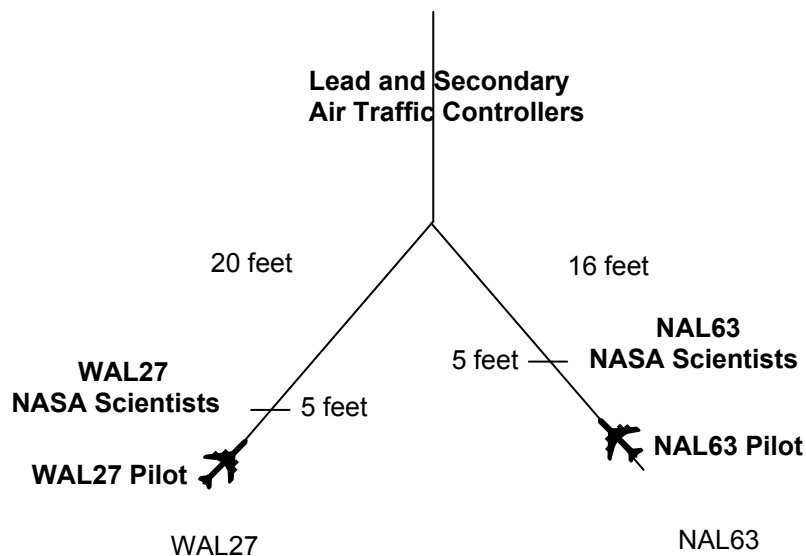 Lead and Secondary
Air Traffic Controllers
20 feet
16 feet
NAL63
NASA Scientists
5 feet
WAL27
NASA Scientists
5 feet
NAL63 Pilot
WAL27 Pilot
WAL27
NAL63